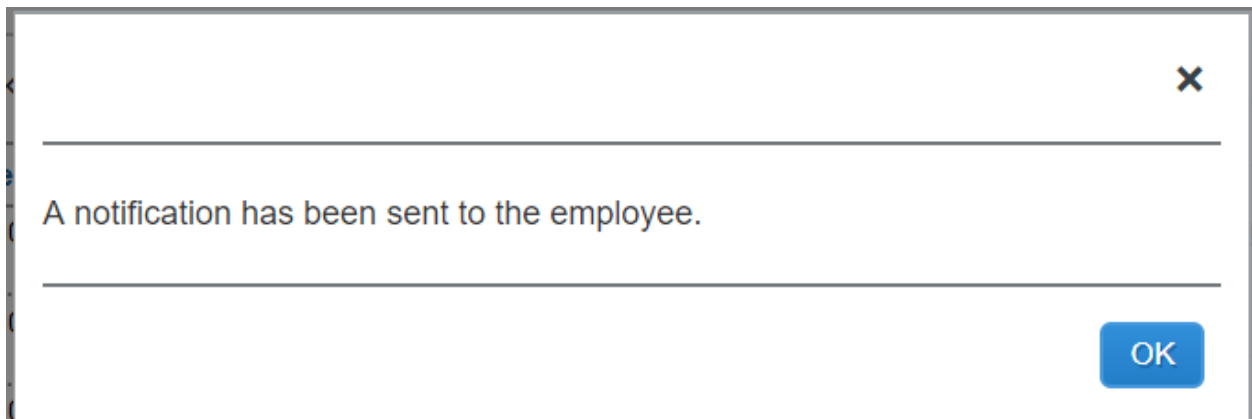 A notification has been sent to the employee.
OK